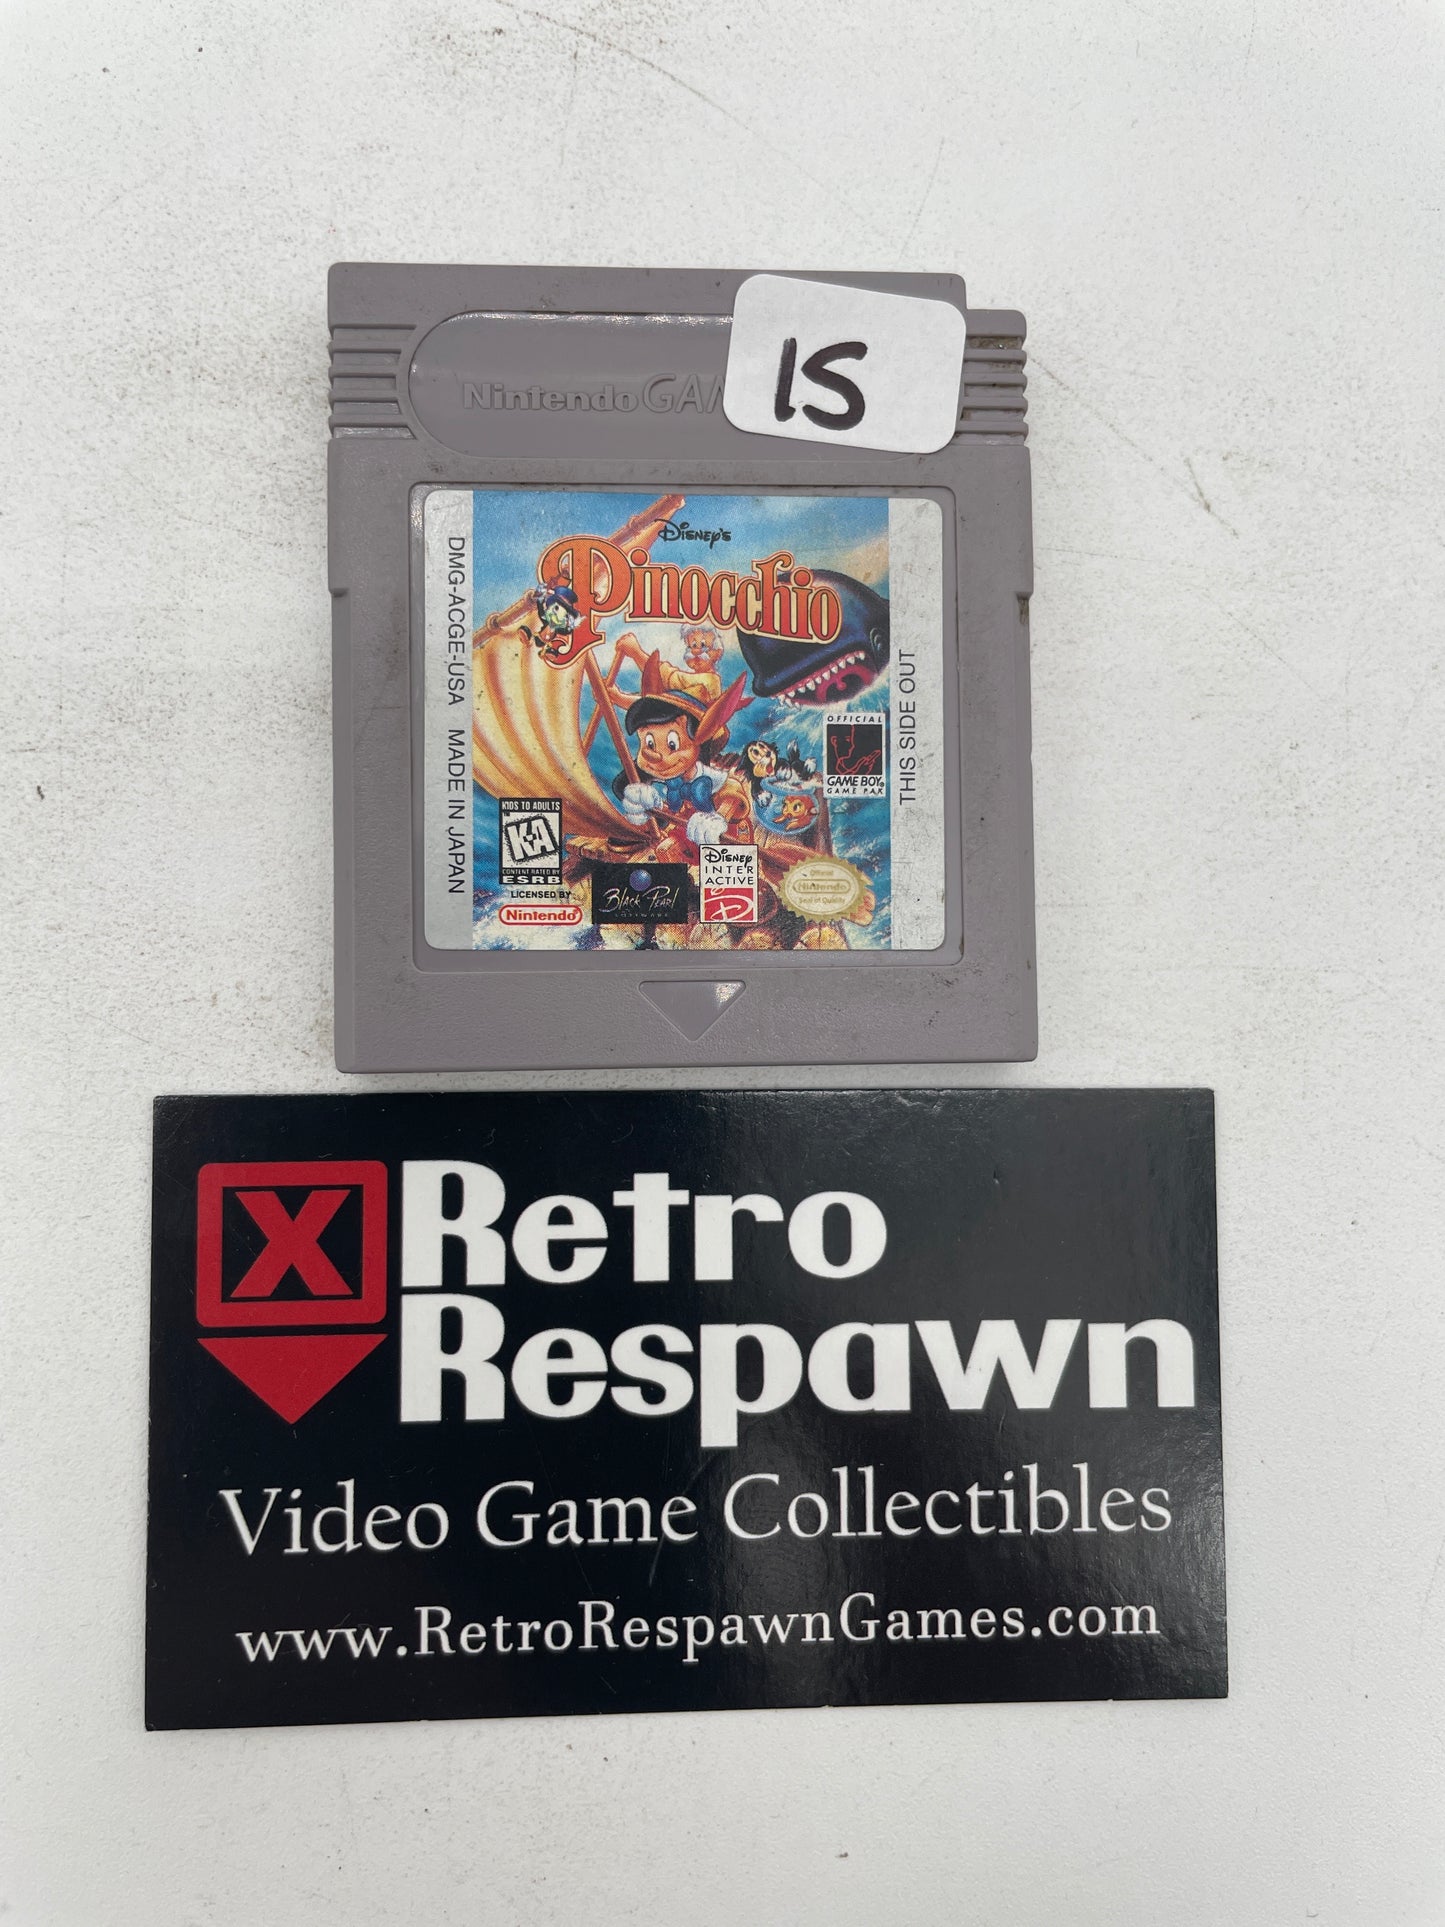 Nintendo GAM
15
DMG-ACGE-USA MADE IN JAPAN
Disney's
Pinocchio
THIS SIDE OUT
OFFICIAL
GAME BOY®
GAME PAK
KIDS TO ADULTS
K-A
CONTENT RATED BY
ESRB
LICENSED BY
Nintendo
Black Pearl
SOFTWARE
Disney
INTER
ACTIVE
D
Official
Nintendo
Seal of Quality
X
Retro
Respawn
Video Game Collectibles
www.RetroRespawnGames.com